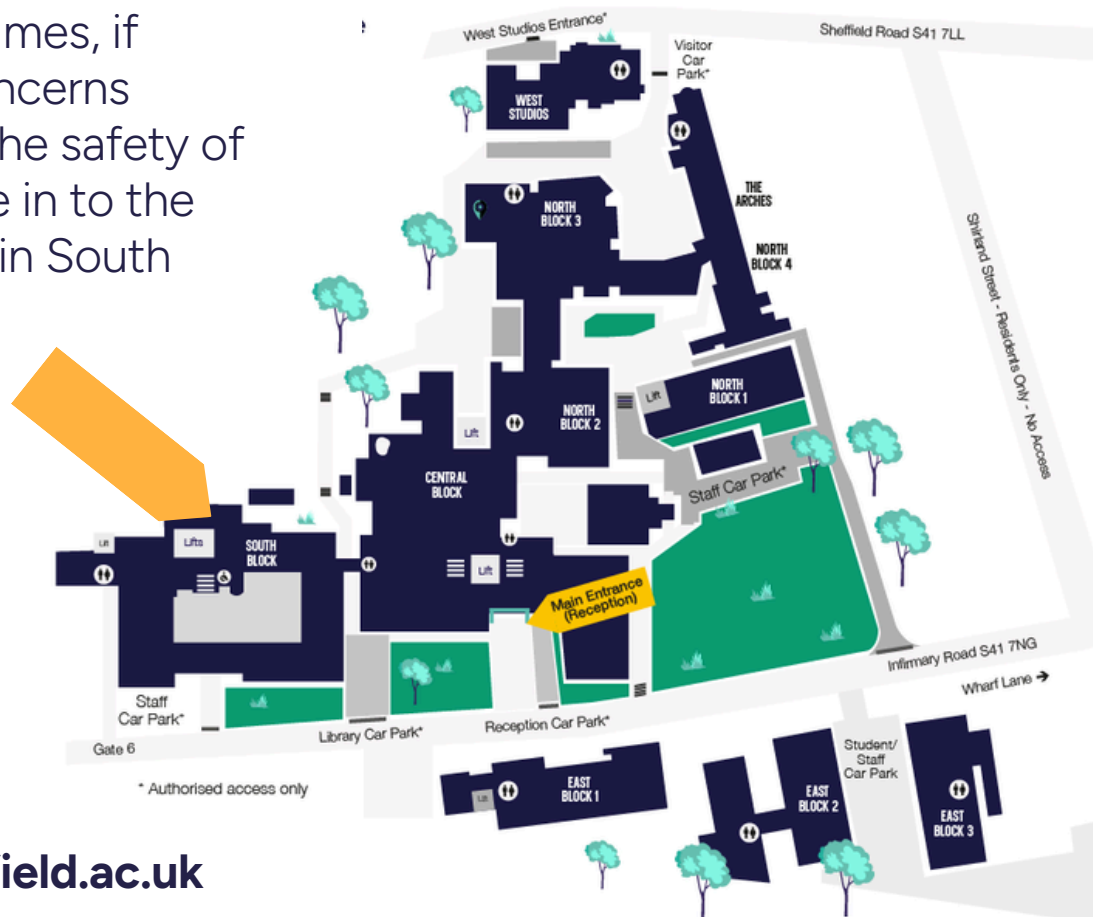 mes, if
ncerns
he safety of
e in to the
in South
West Studios Entrance*
Sheffield Road S41 7LL
Visitor
Car
Park*
WEST
STUDIOS
THE
ARCHES
NORTH
BLOCK 3
NORTH
BLOCK 4
Shirland Street - Residents Only - No Access
NORTH
BLOCK 1
Lift
NORTH
BLOCK 2
Lift
CENTRAL
BLOCK
Staff Car Park*
Lift
Lifts
SOUTH
BLOCK
Lift
Main Entrance
(Reception)
Infirmary Road S41 7NG
Wharf Lane →
Staff
Car Park*
Library Car Park*
Reception Car Park*
Gate 6
Student/
Staff
Car Park
* Authorised access only
EAST
BLOCK 1
Lift
EAST
BLOCK 2
EAST
BLOCK 3
ield.ac.uk